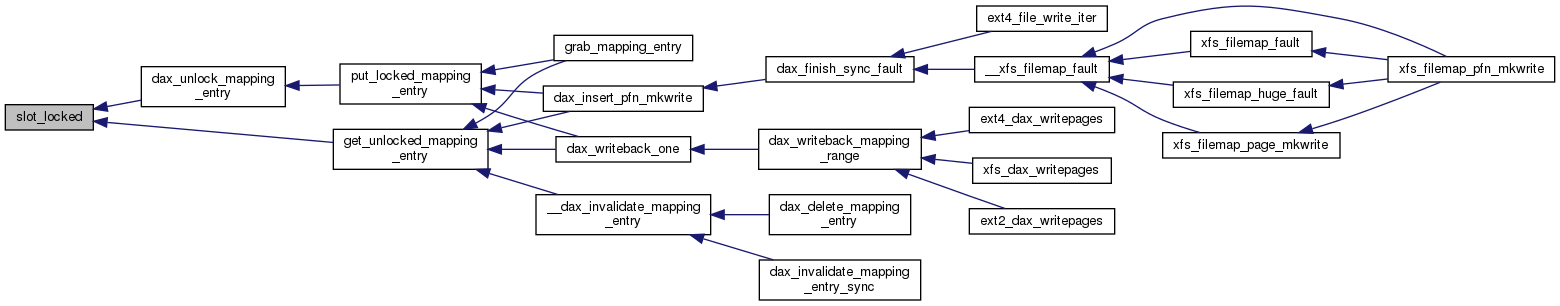 slot_locked
dax_unlock_mapping
_entry
put_locked_mapping
_entry
get_unlocked_mapping
_entry
grab_mapping_entry
dax_insert_pfn_mkwrite
dax_writeback_one
__dax_invalidate_mapping
_entry
dax_finish_sync_fault
dax_writeback_mapping
_range
dax_delete_mapping
_entry
dax_invalidate_mapping
_entry_sync
ext4_file_write_iter
__xfs_filemap_fault
ext4_dax_writepages
xfs_dax_writepages
ext2_dax_writepages
xfs_filemap_fault
xfs_filemap_huge_fault
xfs_filemap_page_mkwrite
xfs_filemap_pfn_mkwrite